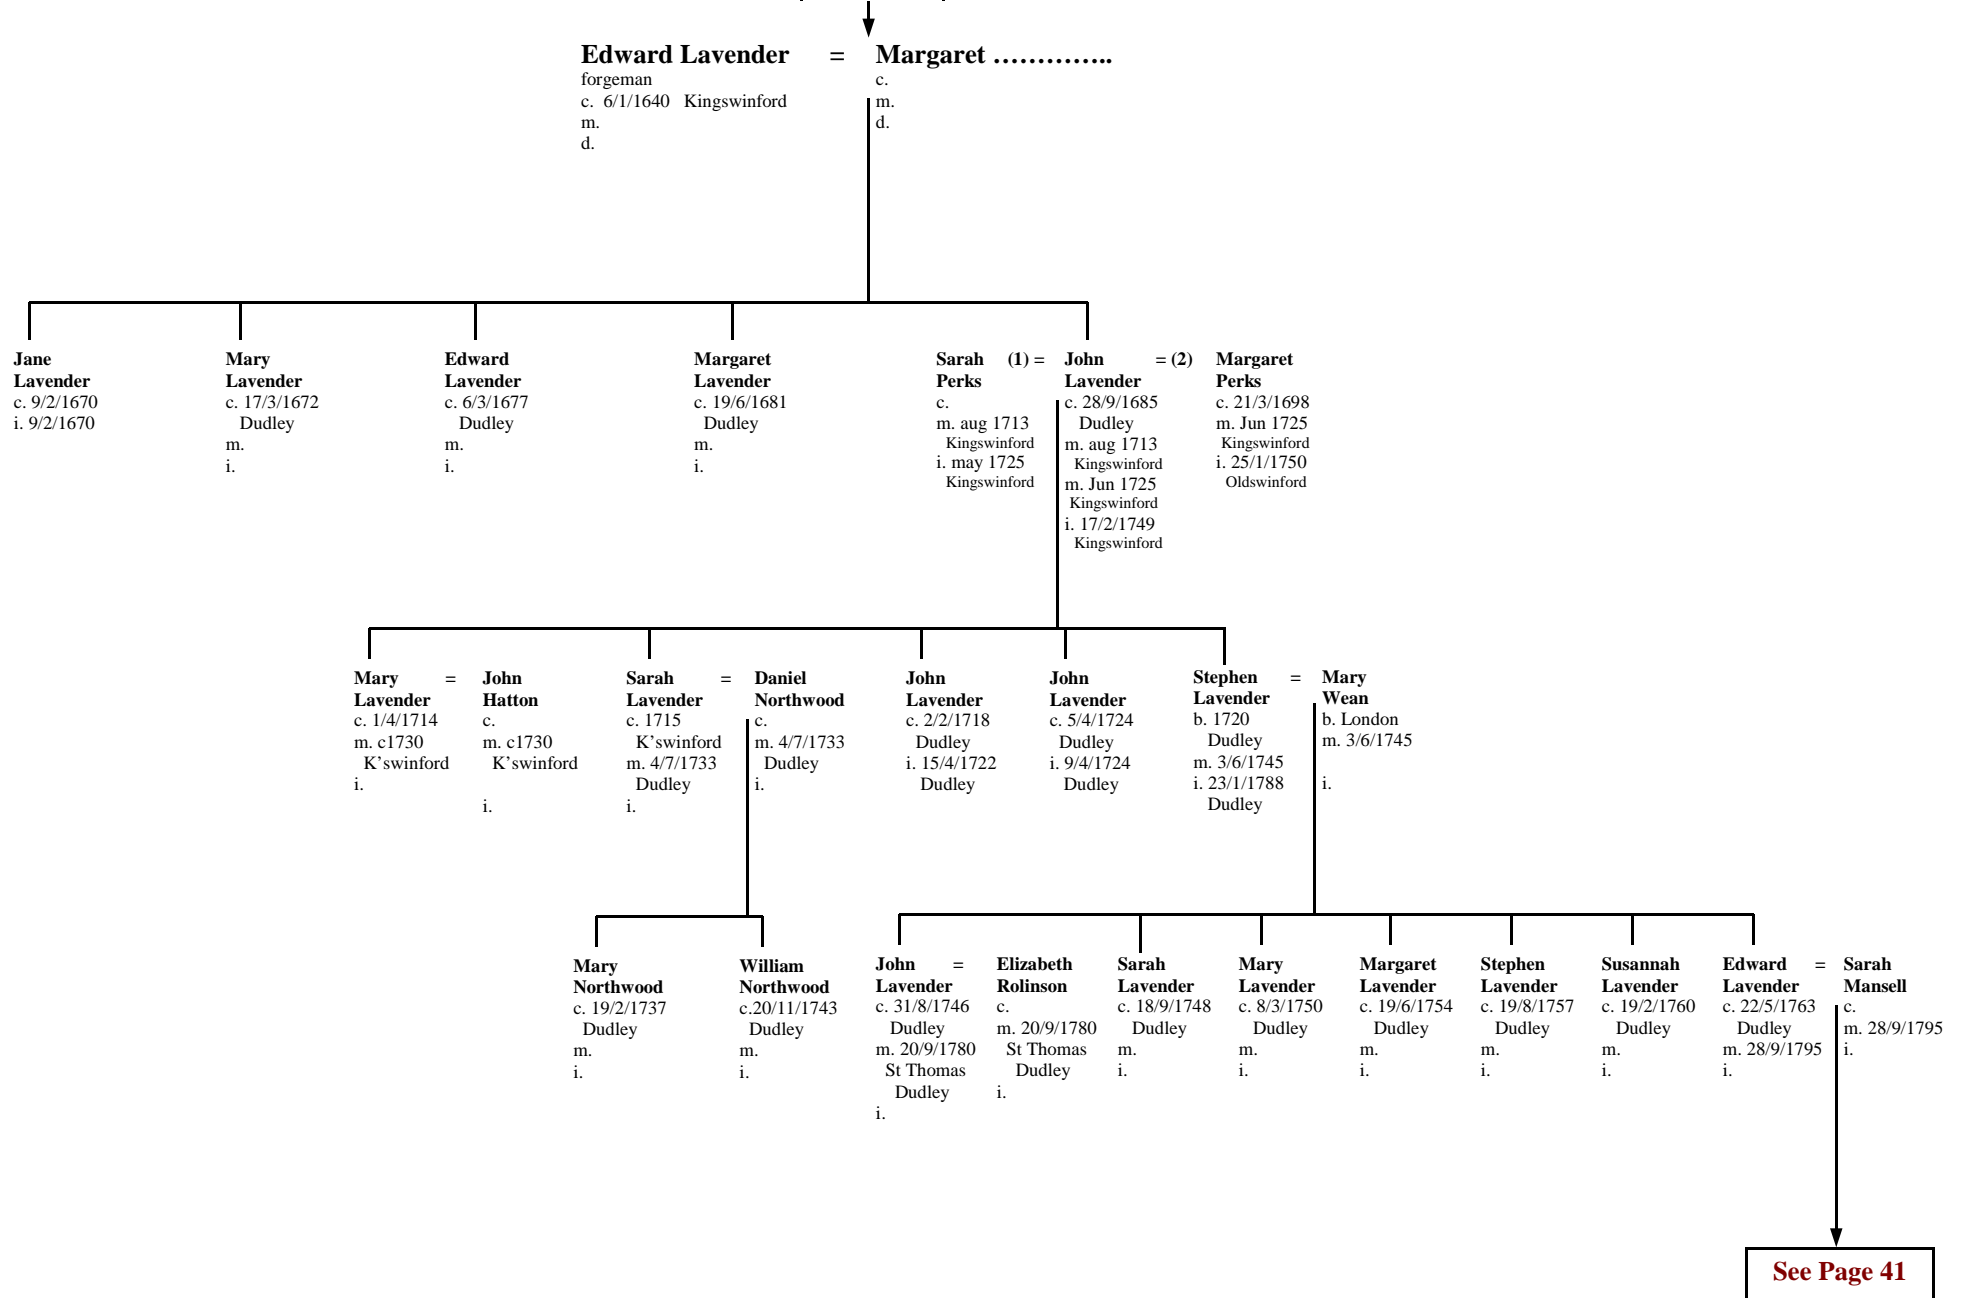 Edward Lavender = Margaret …………..
forgeman
c. 6/1/1640 Kingswinford
m.
d.
c.
m.
d.
Jane
Lavender
c. 9/2/1670
i. 9/2/1670
Mary
Lavender
c. 17/3/1672
Dudley
m.
i.
Edward
Lavender
c. 6/3/1677
Dudley
m.
i.
Margaret
Lavender
c. 19/6/1681
Dudley
m.
i.
Sarah (1) =
Perks
c.
m. aug 1713
Kingswinford
i. may 1725
Kingswinford
John = (2)
Lavender
c. 28/9/1685
Dudley
m. aug 1713
Kingswinford
m. Jun 1725
Kingswinford
i. 17/2/1749
Kingswinford
Margaret
Perks
c. 21/3/1698
m. Jun 1725
Kingswinford
i. 25/1/1750
Oldswinford
Mary =
Lavender
c. 1/4/1714
m. c1730
K’swinford
i.
John
Hatton
c.
m. c1730
K’swinford
i.
Sarah =
Lavender
c. 1715
K’swinford
m. 4/7/1733
Dudley
i.
Daniel
Northwood
c.
m. 4/7/1733
Dudley
i.
John
Lavender
c. 2/2/1718
Dudley
i. 15/4/1722
Dudley
John
Lavender
c. 5/4/1724
Dudley
i. 9/4/1724
Dudley
Stephen =
Lavender
b. 1720
Dudley
m. 3/6/1745
i. 23/1/1788
Dudley
Mary
Wean
b. London
m. 3/6/1745
i.
Mary
Northwood
c. 19/2/1737
Dudley
m.
i.
William
Northwood
c.20/11/1743
Dudley
m.
i.
John =
Lavender
c. 31/8/1746
Dudley
m. 20/9/1780
St Thomas
Dudley
i.
Elizabeth
Rolinson
c.
m. 20/9/1780
St Thomas
Dudley
i.
Sarah
Lavender
c. 18/9/1748
Dudley
m.
i.
Mary
Lavender
c. 8/3/1750
Dudley
m.
i.
Margaret
Lavender
c. 19/6/1754
Dudley
m.
i.
Stephen
Lavender
c. 19/8/1757
Dudley
m.
i.
Susannah
Lavender
c. 19/2/1760
Dudley
m.
i.
Edward =
Lavender
c. 22/5/1763
Dudley
m. 28/9/1795
i.
Sarah
Mansell
c.
m. 28/9/1795
i.
See Page 41